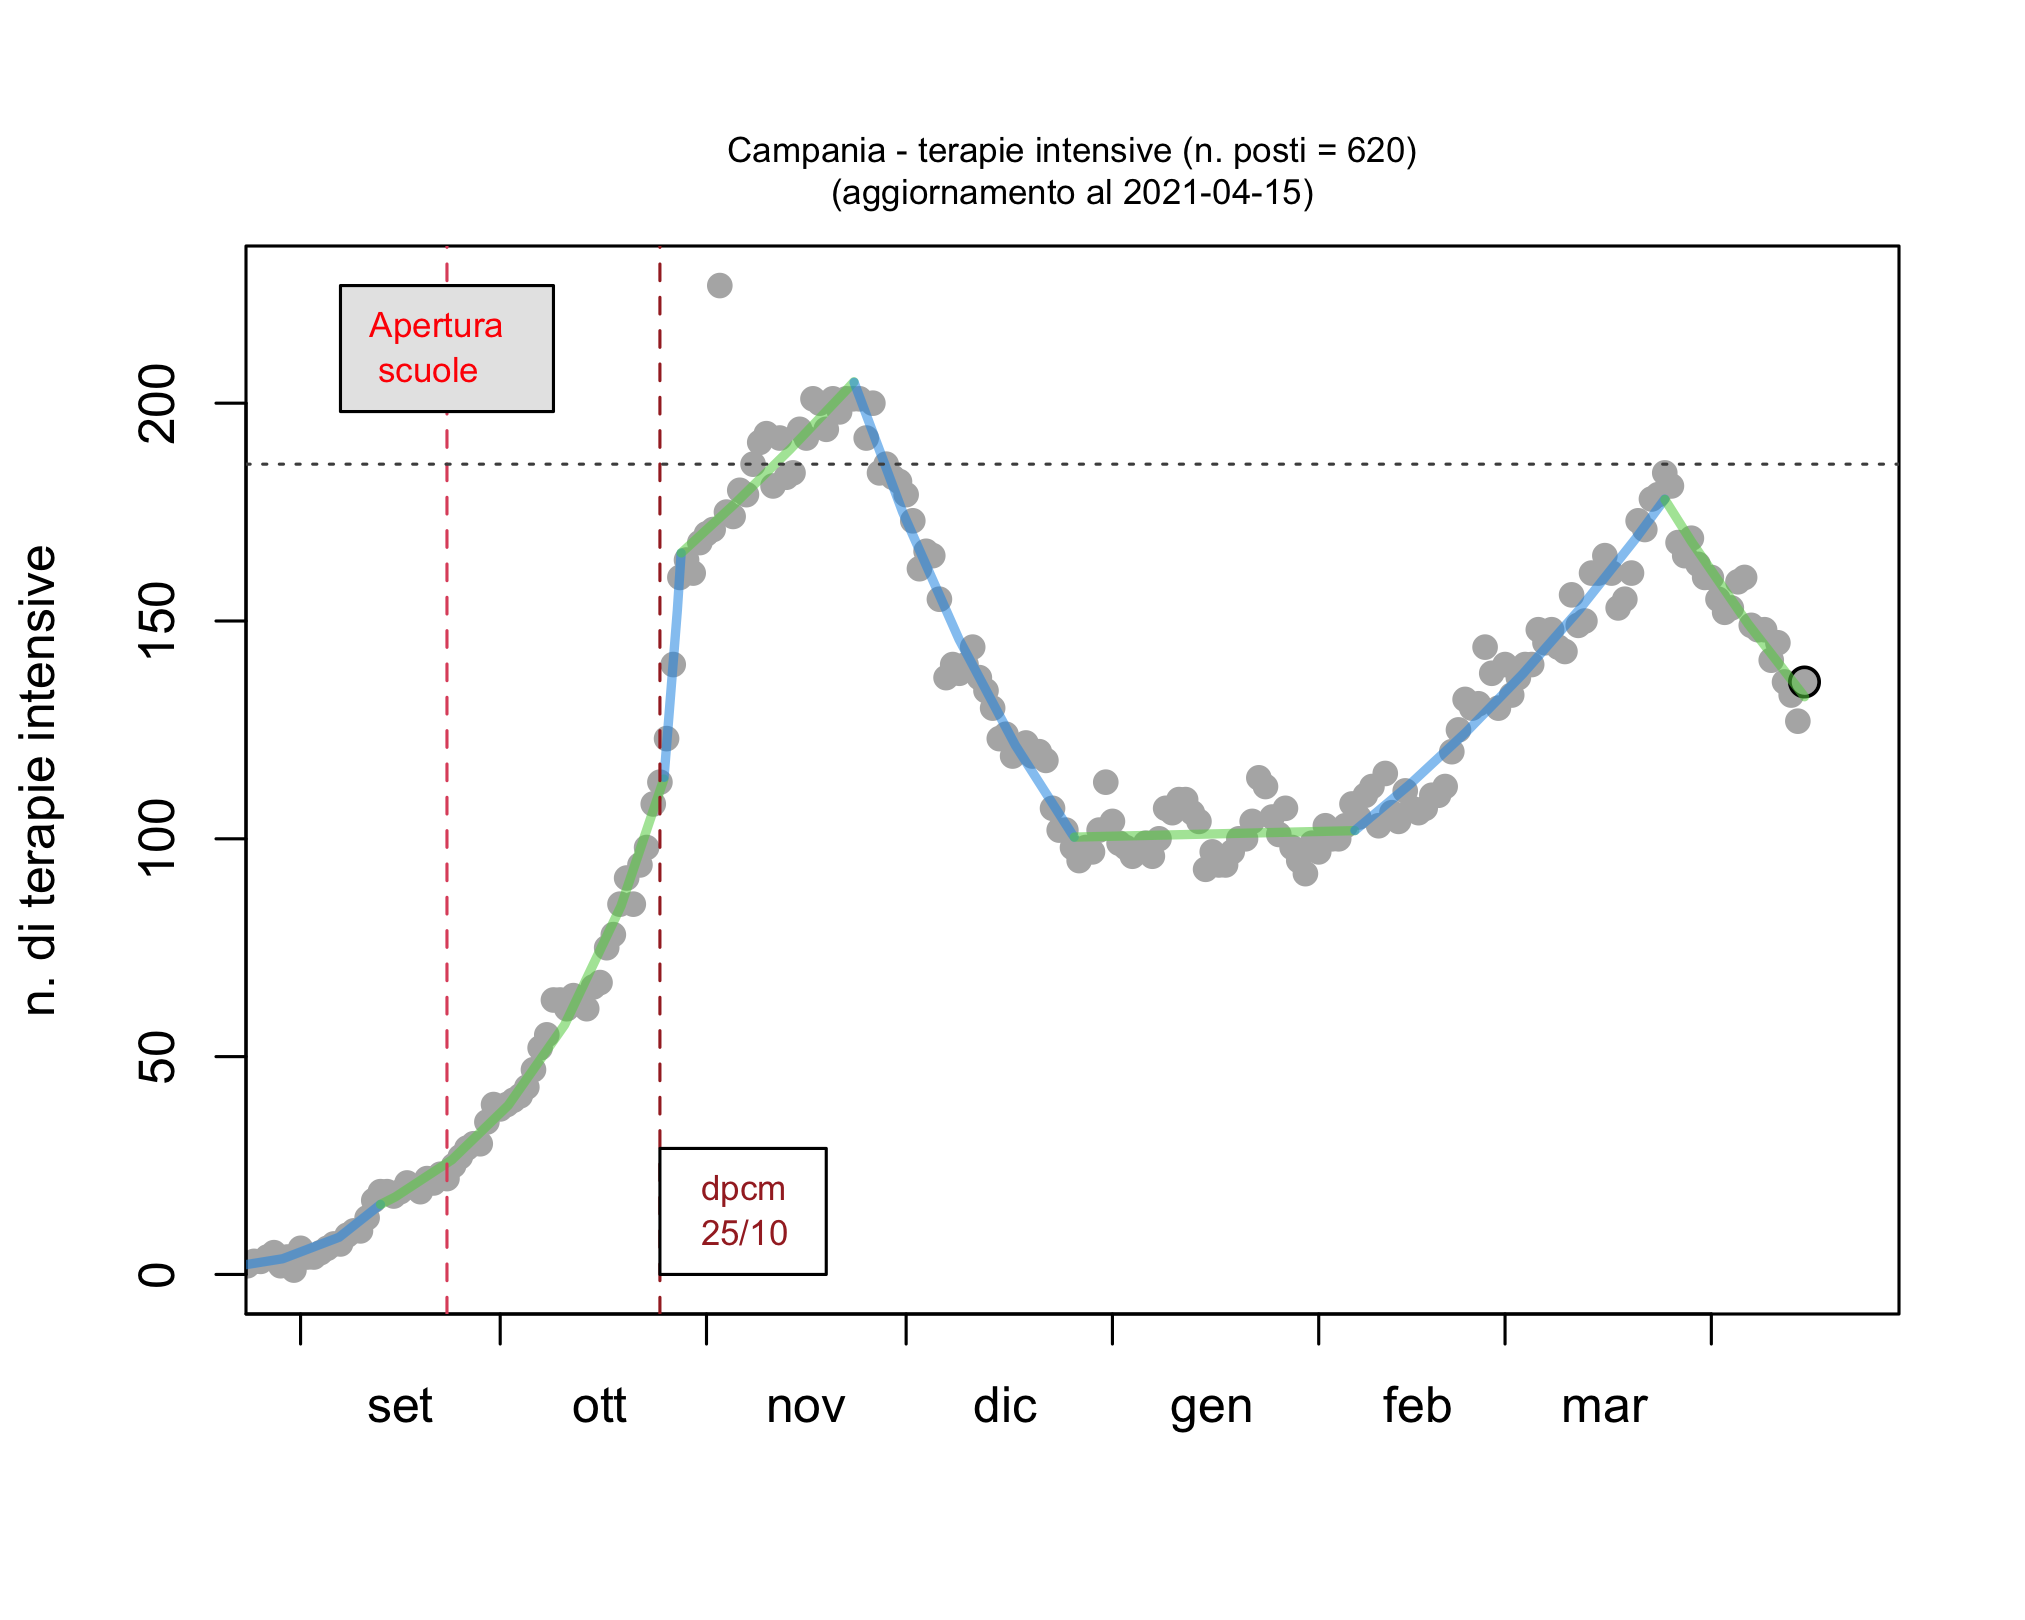 Campania - terapie intensive (n. posti = 620)
(aggiornamento al 2021-04-15)
Apertura
scuole
dpcm
25/10
n. di terapie intensive
200
150
100
50
0
set ott nov dic gen feb mar